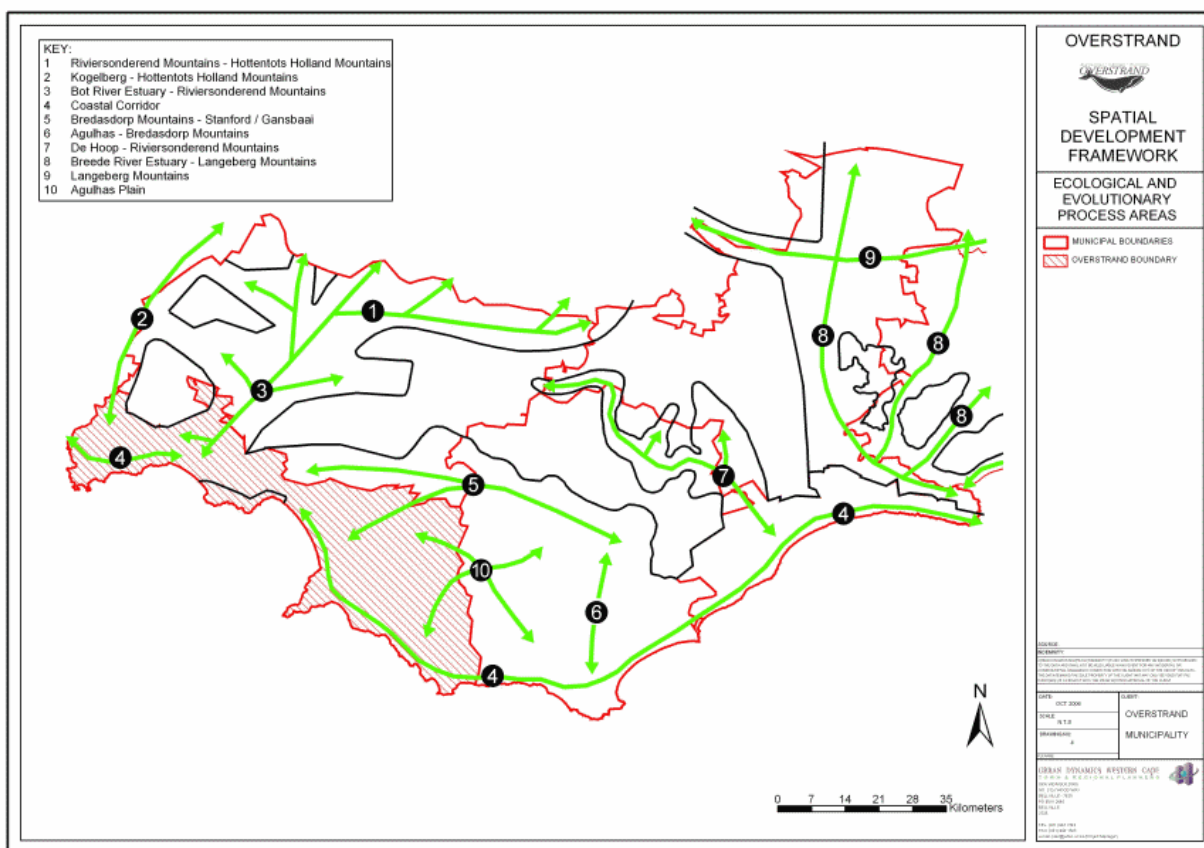 KEY:
1 Riviersonderend Mountains - Hottentots Holland Mountains
2 Kogelberg - Hottentots Holland Mountains
3 Bot River Estuary - Riviersonderend Mountains
4 Coastal Corridor
5 Bredasdorp Mountains - Stanford / Gansbaai
6 Agulhas - Bredasdorp Mountains
7 De Hoop - Riviersonderend Mountains
8 Breede River Estuary - Langeberg Mountains
9 Langeberg Mountains
10 Agulhas Plain
9
1
2
8
8
3
8
4
5
7
4
10
6
4
N
0 7 14 21 28 35 Kilometers
OVERSTRAND
OVERSTRAND
SPATIAL
DEVELOPMENT
FRAMEWORK
ECOLOGICAL AND
EVOLUTIONARY
PROCESS AREAS
MUNICIPAL BOUNDARIES
OVERSTRAND BOUNDARY
SOURCE:
DATE:
OCT 2006
SCALE
N.T.S
CLIENT:
OVERSTRAND
MUNICIPALITY
URBAN DYNAMICS WESTERN CAPE
TOWN & REGIONAL PLANNERS